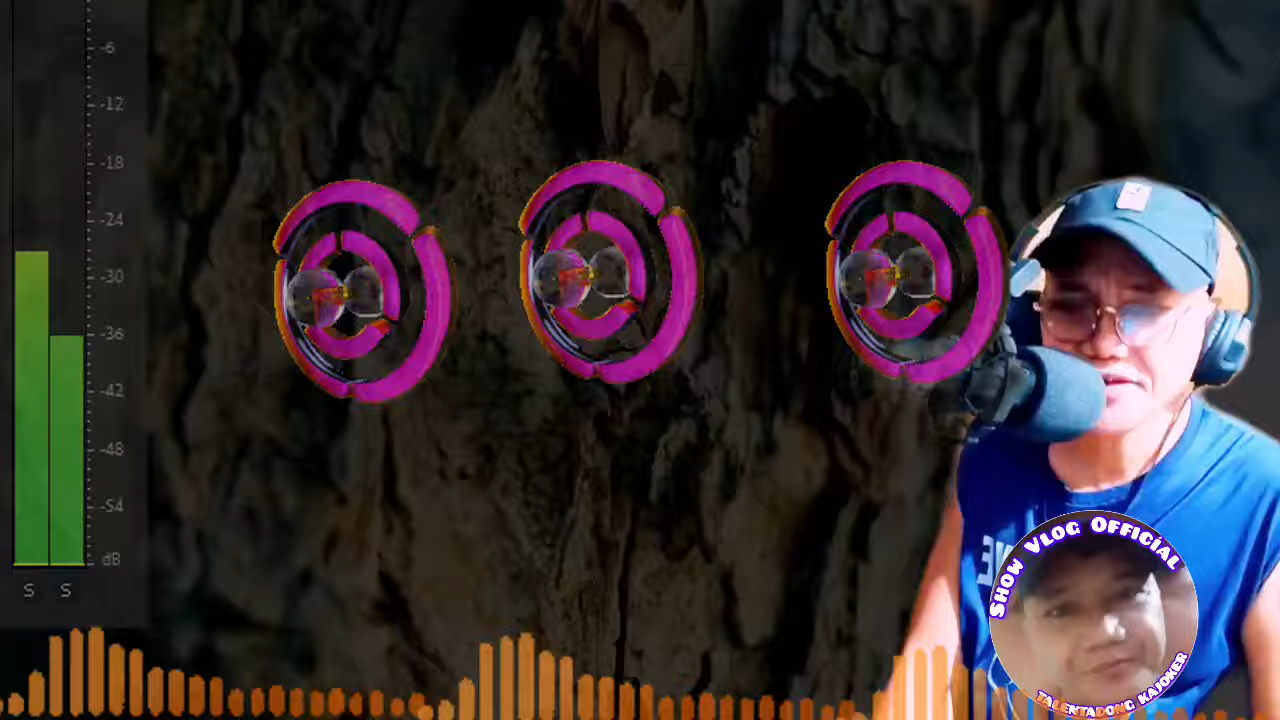 -6
-12
-18
-24
-30
-36
-42
-48
-54
dB
S S
Show Vlog Official
TALENTADONG KAJOKER